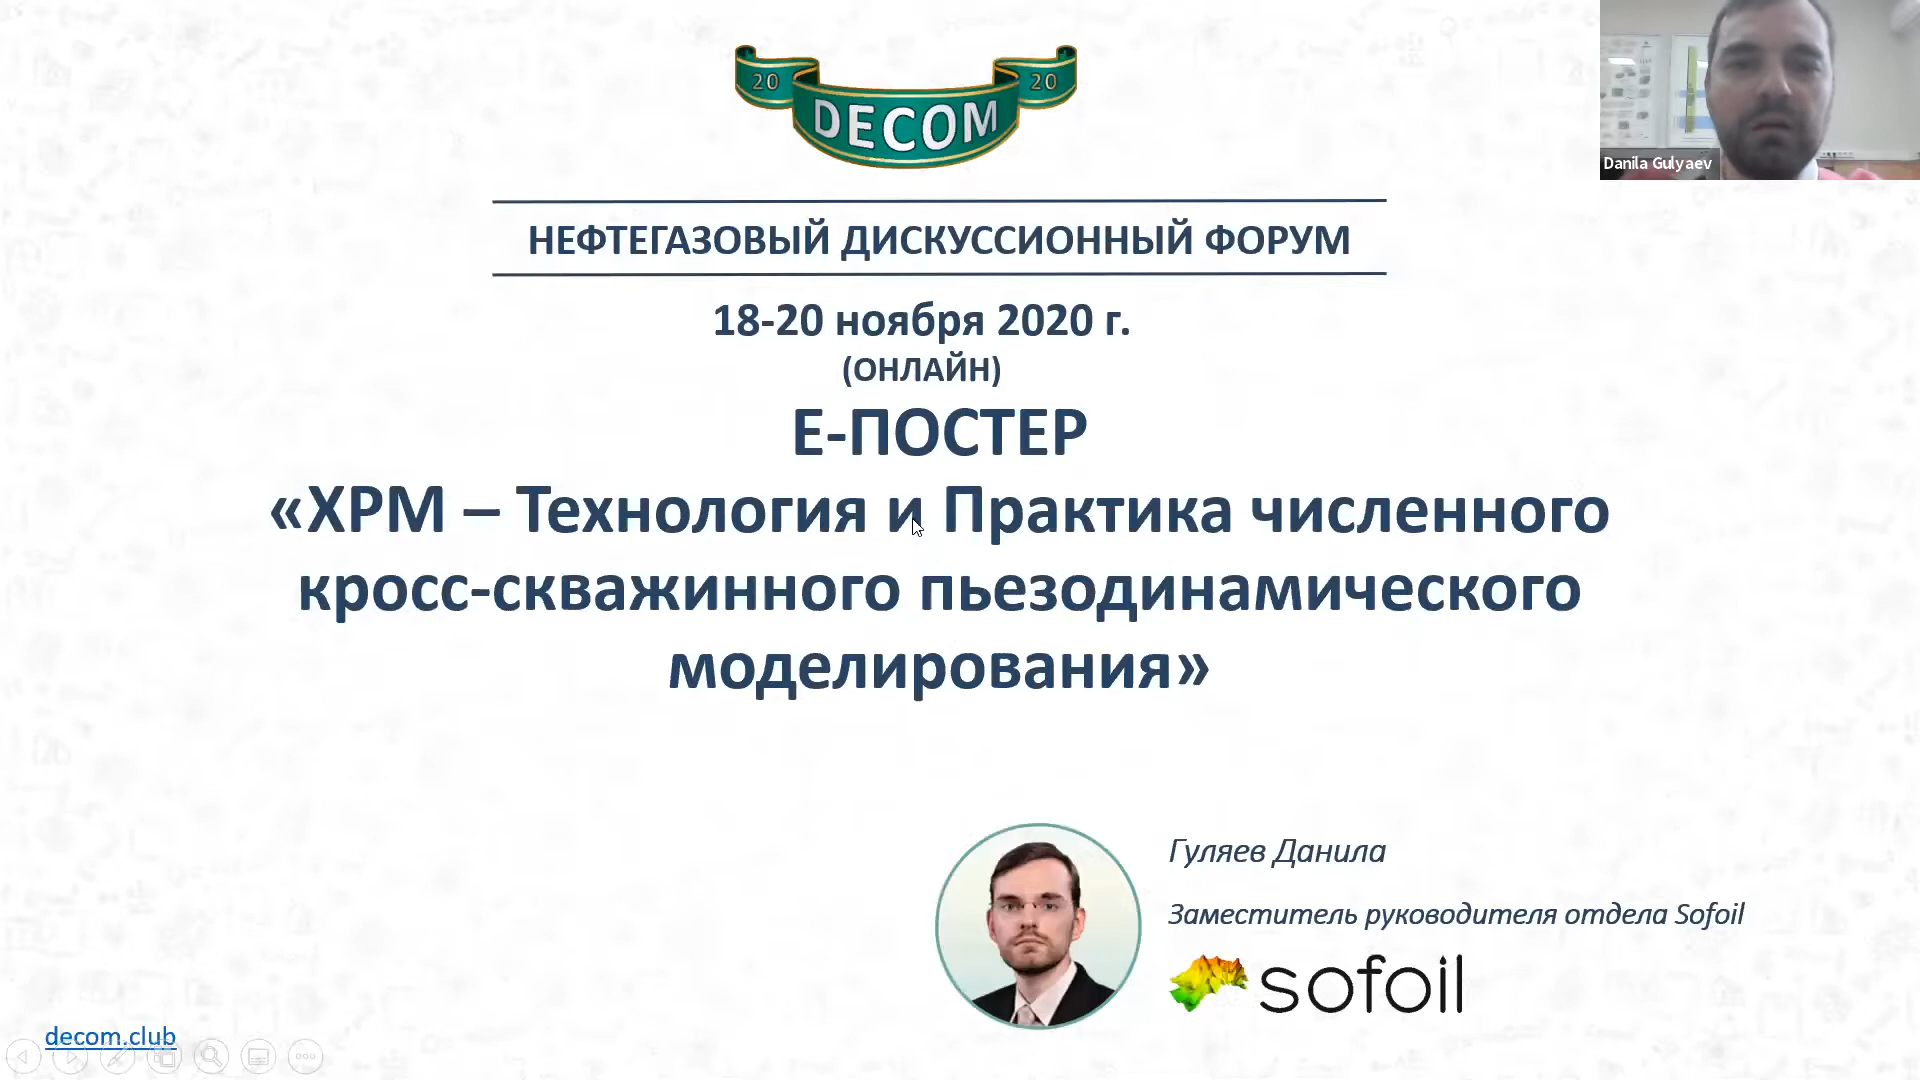 20 DECOM 20
Danila Gulyaev
НЕФТЕГАЗОВЫЙ ДИСКУССИОННЫЙ ФОРУМ
18-20 ноября 2020 г.
(ОНЛАЙН)
Е-ПОСТЕР
«ХРМ – Технология и Практика численного
кросс-скважинного пьезодинамического
моделирования»
Гуляев Данила
Заместитель руководителя отдела Sofoil
sofoil
decom.club